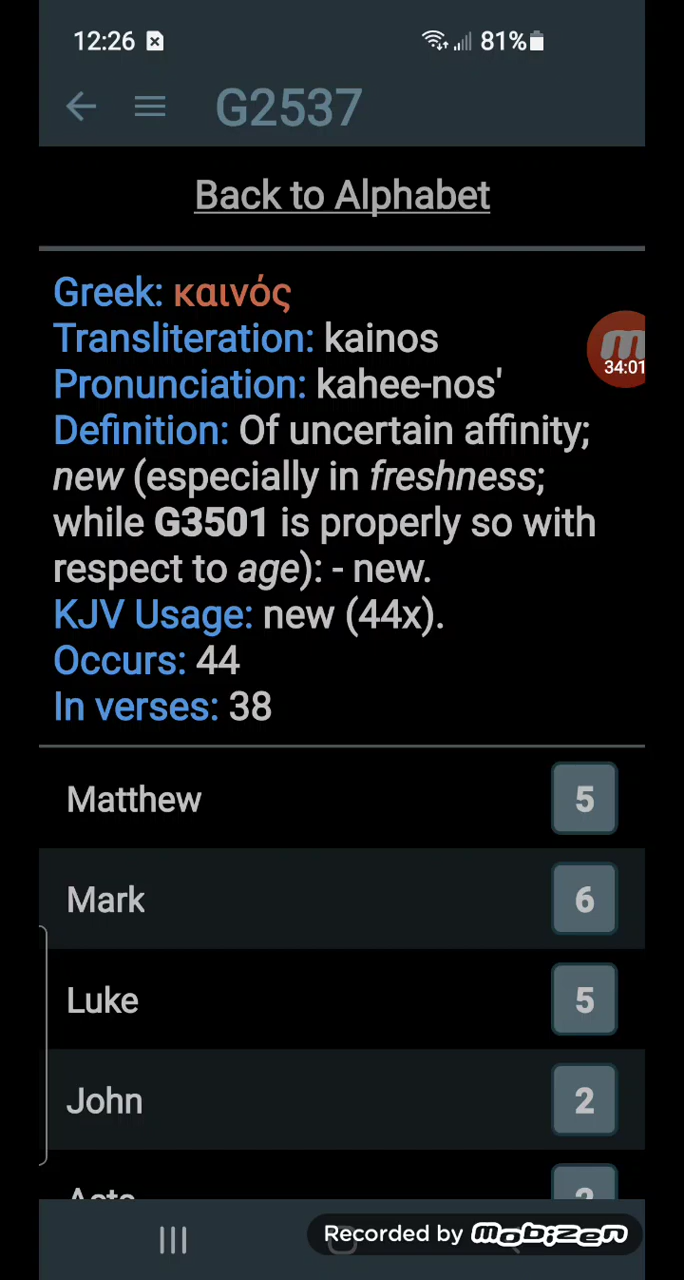 12:26 81%
G2537
Back to Alphabet
Greek: καινός
Transliteration: kainos
34:01
Pronunciation: kahee-nos'
Definition: Of uncertain affinity;
new (especially in freshness;
while G3501 is properly so with
respect to age): - new.
KJV Usage: new (44x).
Occurs: 44
In verses: 38
Matthew 5
Mark 6
Luke 5
John 2
Acts 2
Recorded by mobizen